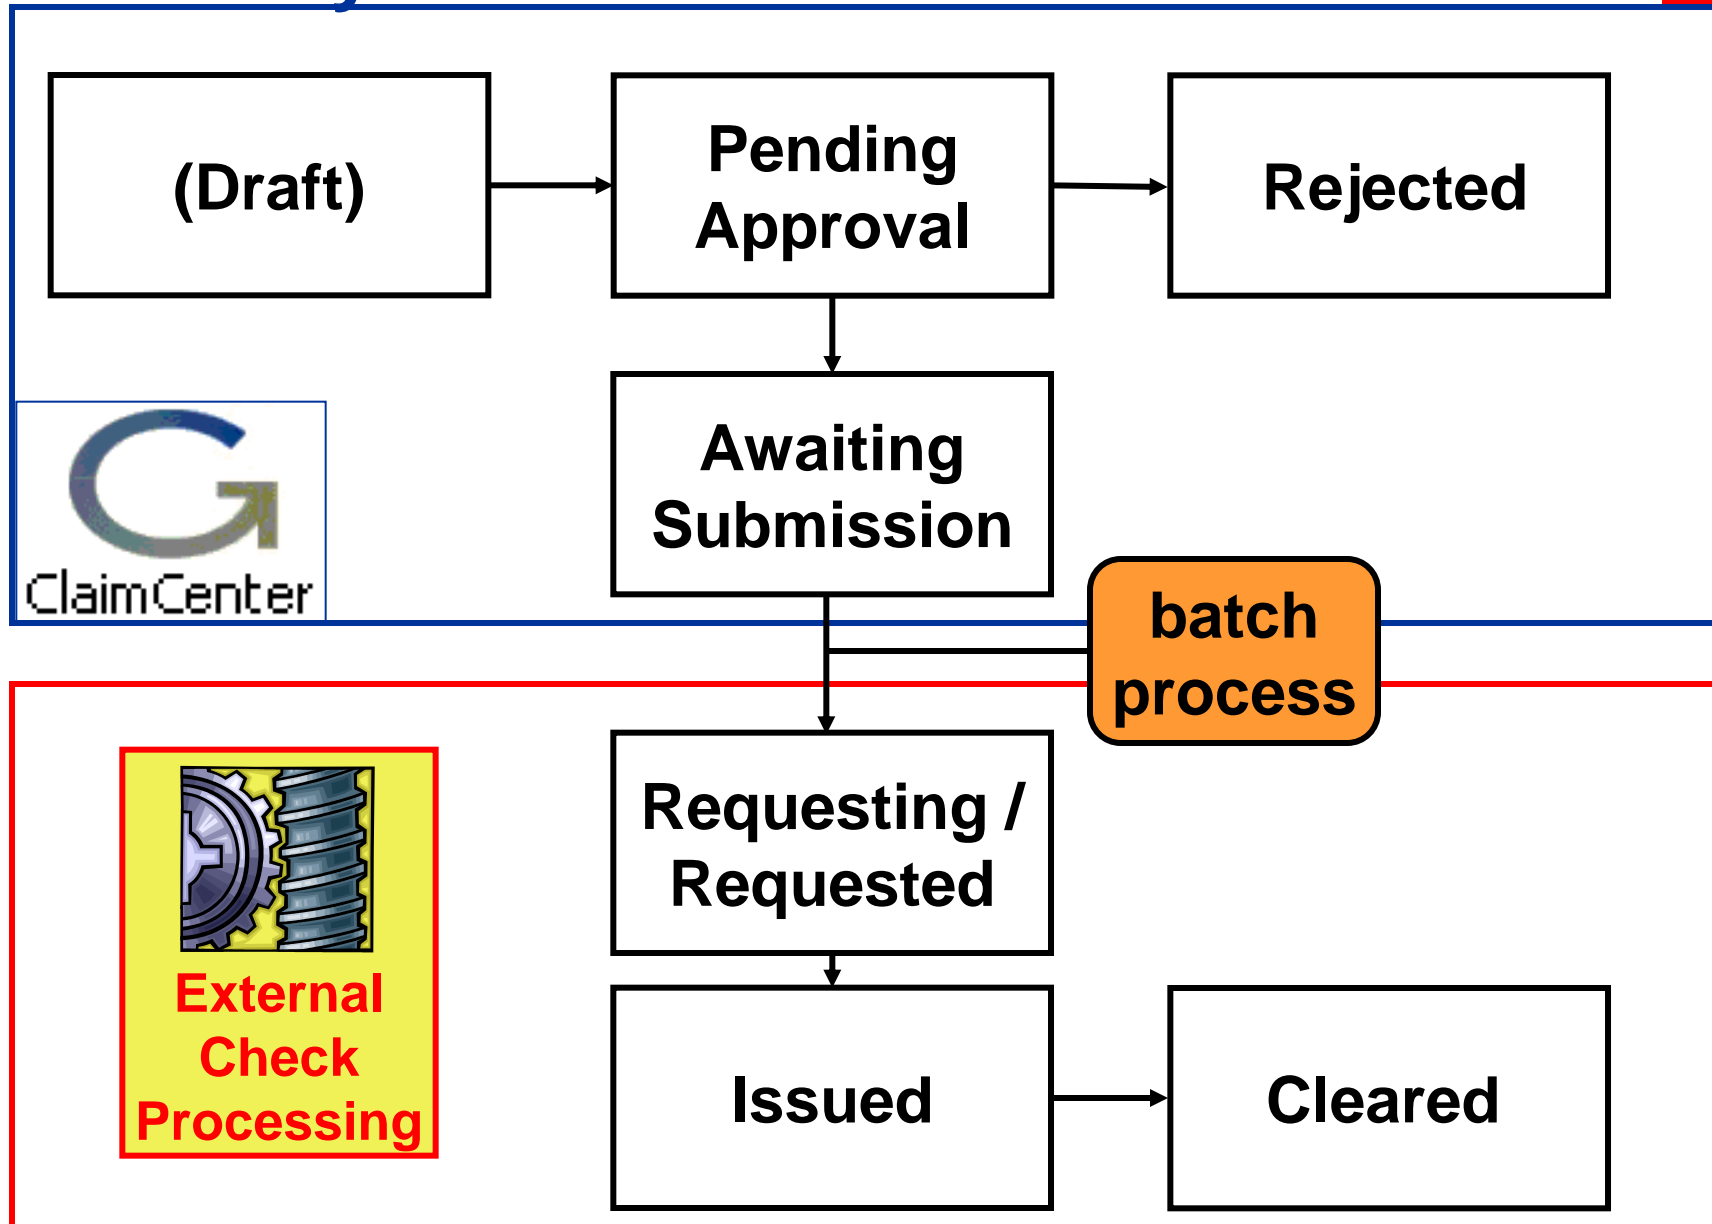 (Draft)
Pending
Approval
Rejected
Awaiting
Submission
ClaimCenter
batch
process
Requesting /
Requested
External
Check
Processing
Issued
Cleared